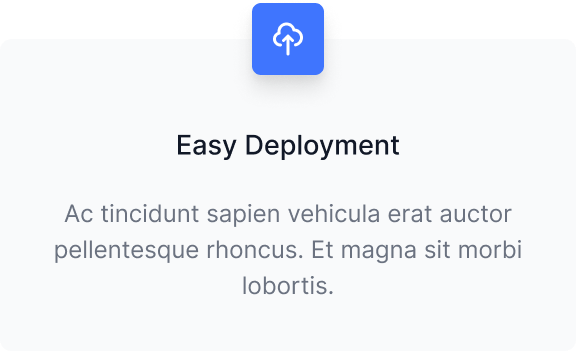 Easy Deployment
Ac tincidunt sapien vehicula erat auctor
pellentesque rhoncus. Et magna sit morbi
lobortis.